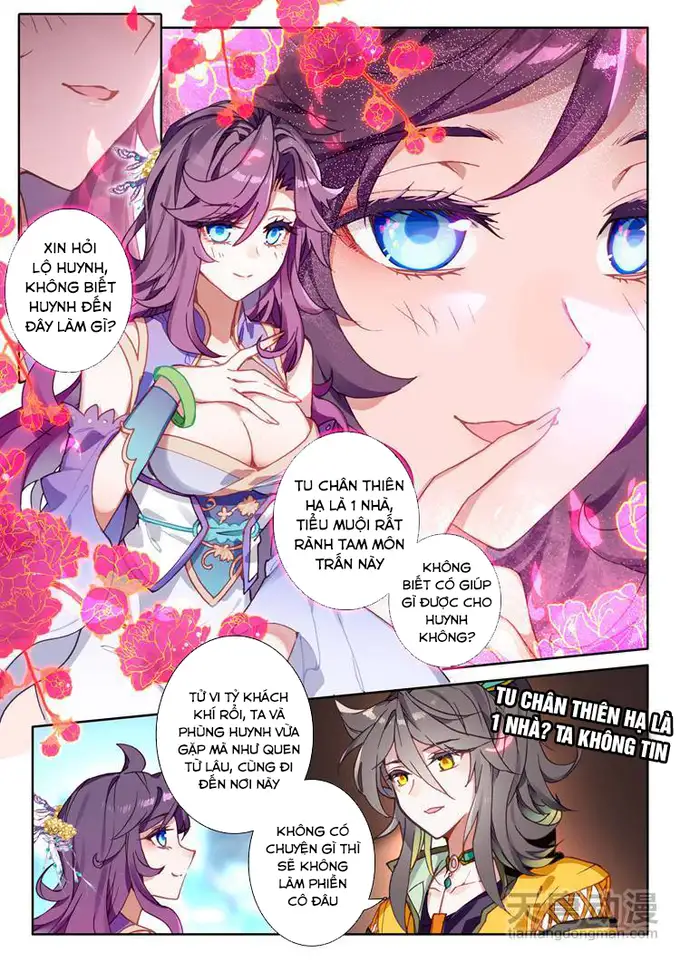 XIN HỎI
LỘ HUYNH,
KHÔNG BIẾT
HUYNH ĐẾN
ĐÂY LÀM GÌ?
TU CHÂN THIÊN
HẠ LÀ 1 NHÀ,
TIỂU MUỘI RẤT
RÀNH TAM MÔN
TRẤN NÀY
KHÔNG
BIẾT CÓ GIÚP
GÌ ĐƯỢC CHO
HUYNH
KHÔNG?
TỬ VI TỶ KHÁCH
KHÍ RỒI, TA VÀ
PHÙNG HUYNH VỪA
GẶP MÀ NHƯ QUEN
TỪ LÂU, CÙNG ĐI
ĐẾN NƠI NÀY
TU CHÂN THIÊN HẠ LÀ
1 NHÀ? TA KHÔNG TIN
KHÔNG CÓ
CHUYỆN GÌ THÌ
SẼ KHÔNG
LÀM PHIỀN
CÔ ĐÂU
tiantangdongman.com